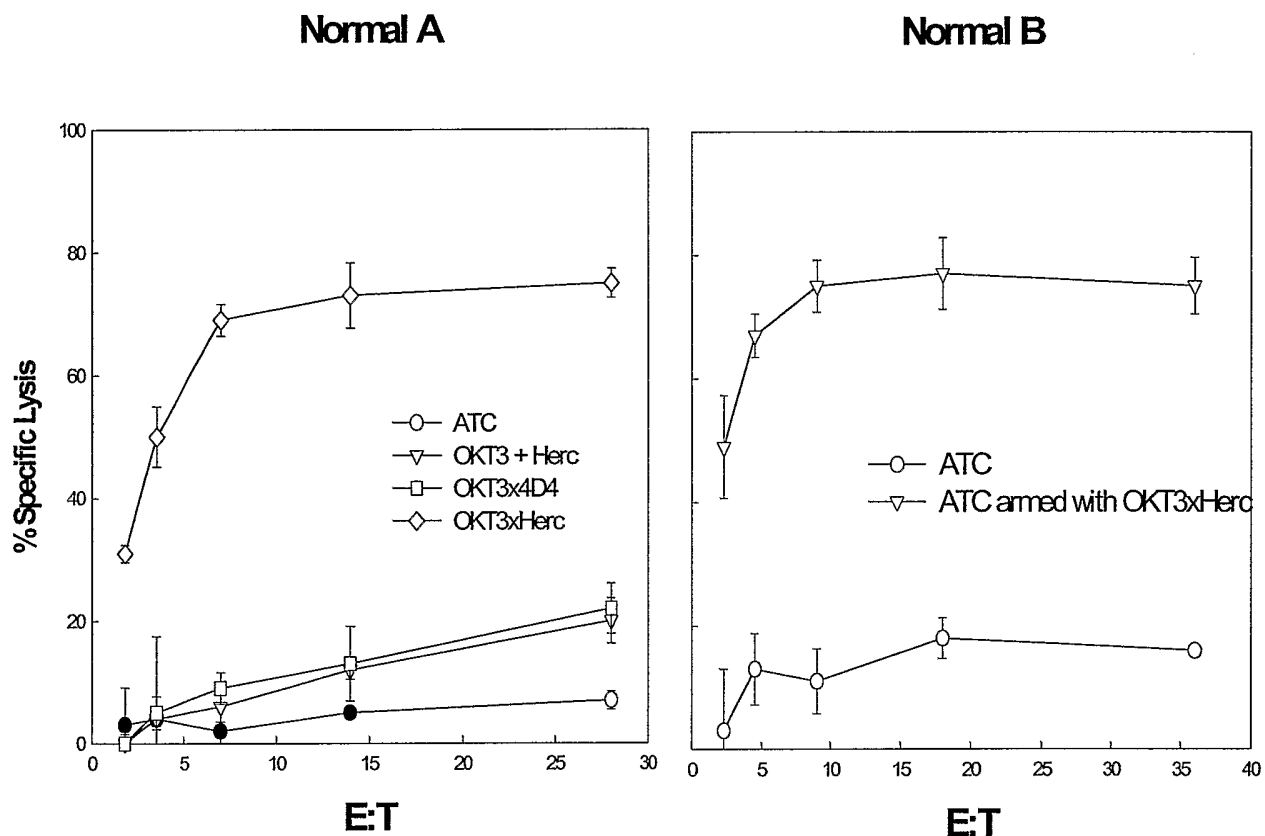 Normal A
Normal B
% Specific Lysis
100
80
60
40
20
0
0 5 10 15 20 25 30
E:T
ATC
OKT3 + Herc
OKT3x4D4
OKT3xHerc
0 5 10 15 20 25 30 35 40
E:T
ATC
ATC armed with OKT3xHerc